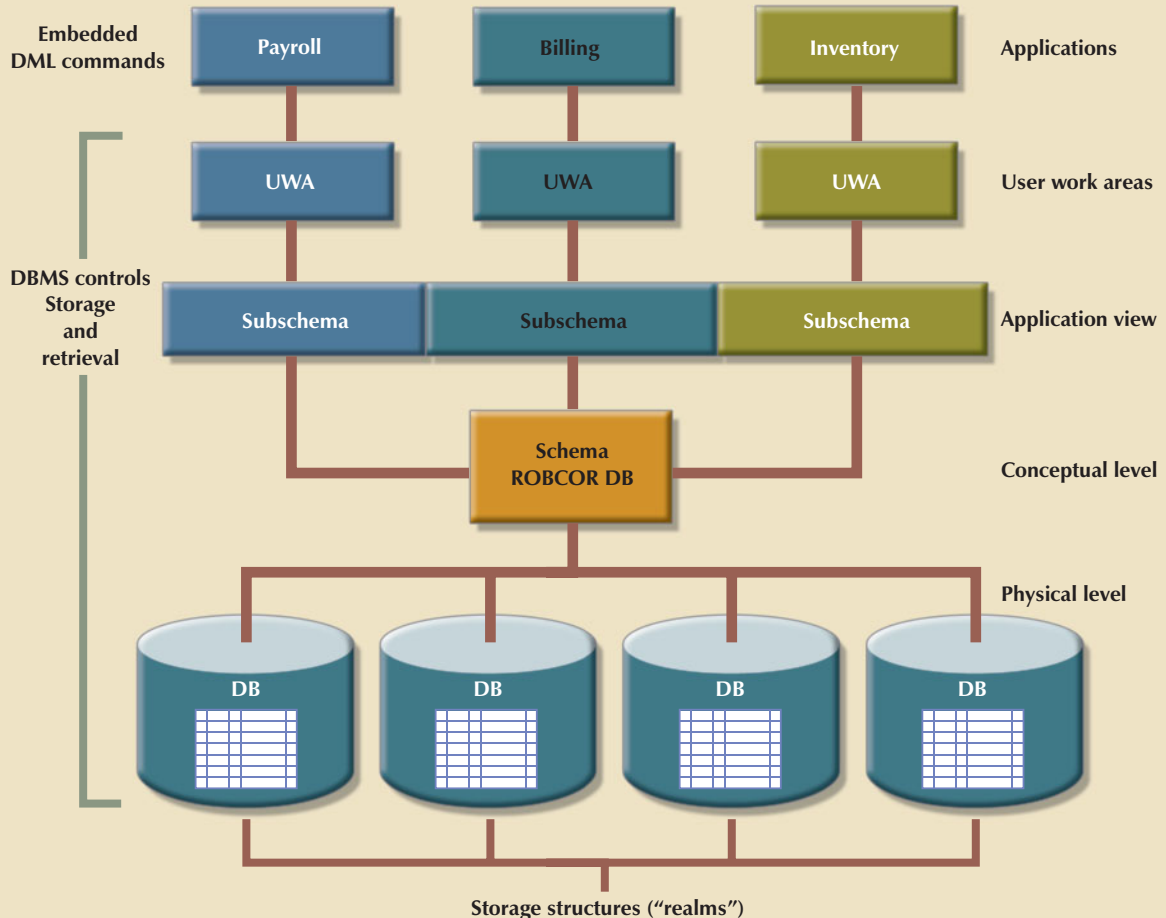 Embedded
DML commands
Payroll
Billing
Inventory
Applications
UWA
UWA
UWA
User work areas
DBMS controls
Storage
and
retrieval
Subschema
Subschema
Subschema
Application view
Schema
ROBCOR DB
Conceptual level
Physical level
DB
DB
DB
DB
Storage structures (“realms”)